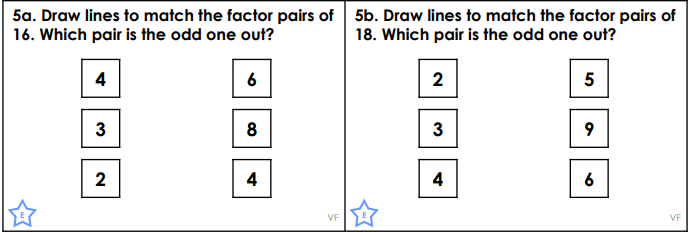 5a. Draw lines to match the factor pairs of
16. Which pair is the odd one out?
4 6
3 8
2 4
E VF
5b. Draw lines to match the factor pairs of
18. Which pair is the odd one out?
2 5
3 9
4 6
E VF